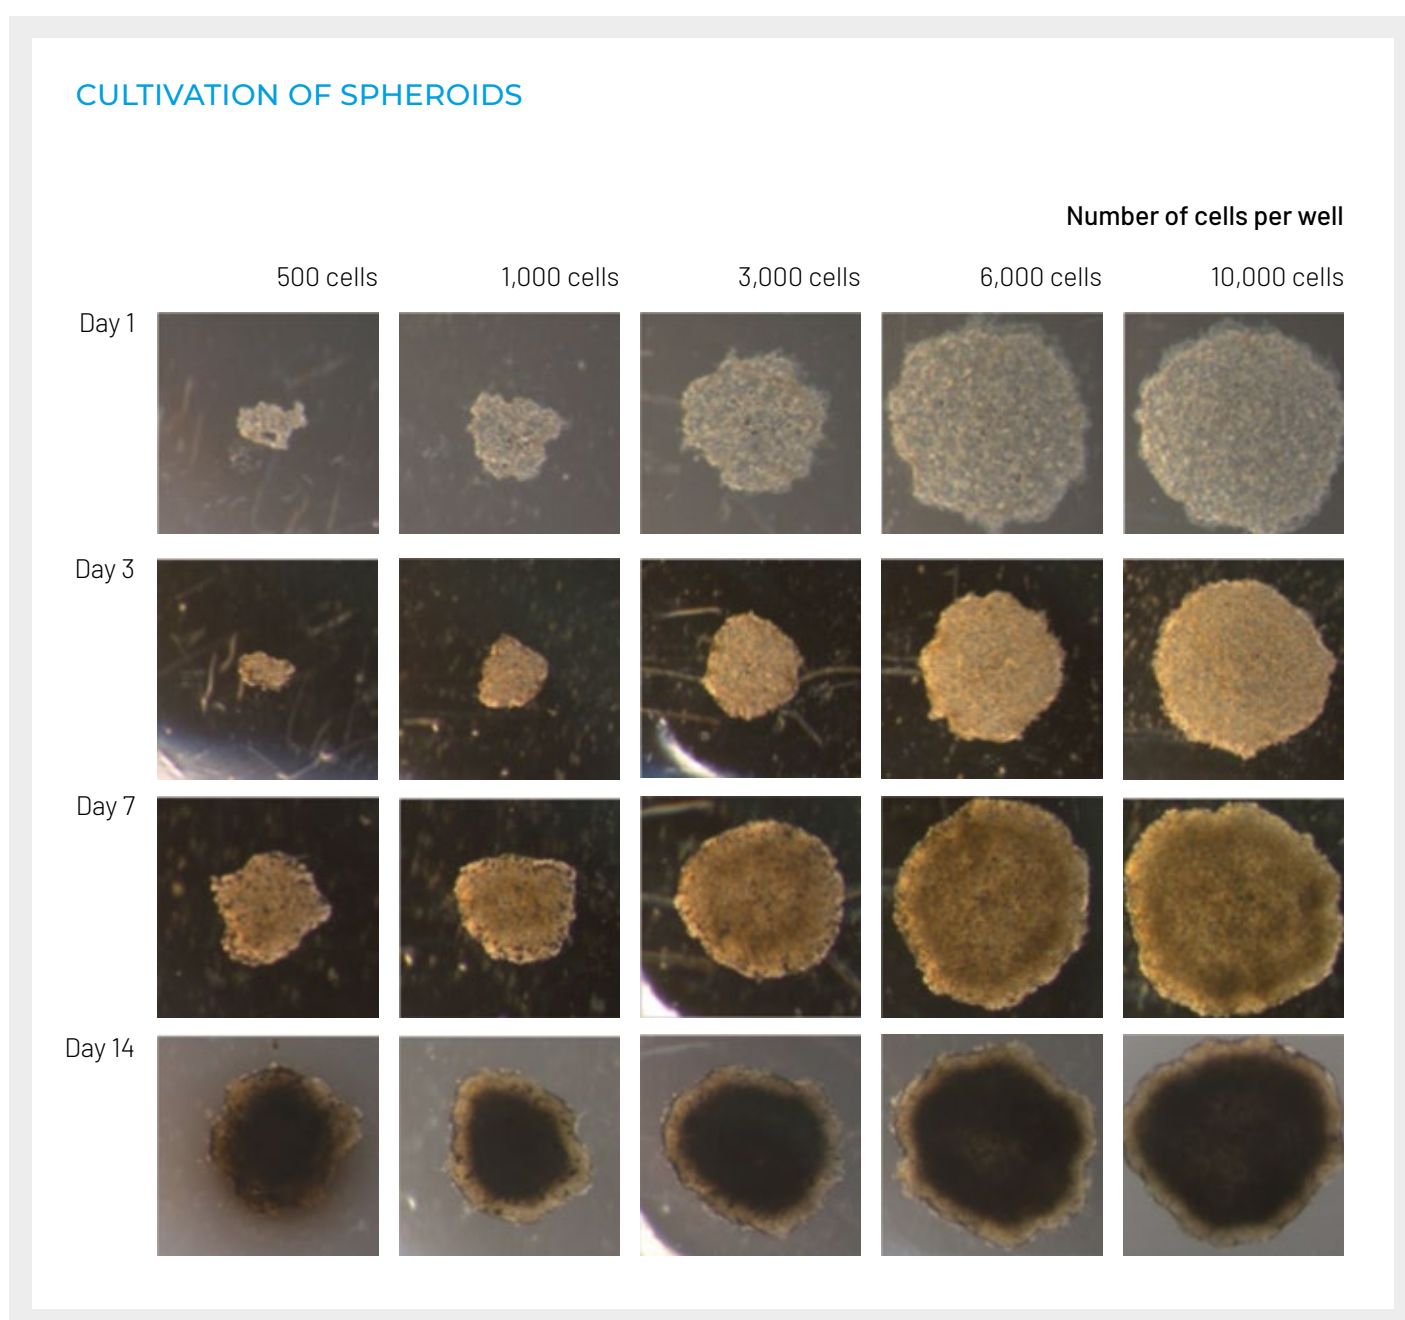 CULTIVATION OF SPHEROIDS
Number of cells per well
500 cells
1,000 cells
3,000 cells
6,000 cells
10,000 cells
Day 1
Day 3
Day 7
Day 14